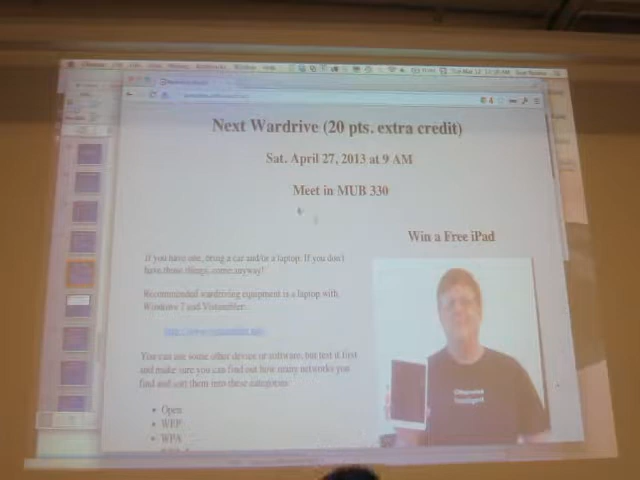 Next Wardrive (20 pts. extra credit)
Sat. April 27, 2013 at 9 AM
Meet in MUB 330
Win a Free iPad
If you have one, bring a car and/or a laptop. If you don't
have those things, come anyway!
Recommended wardriving equipment is a laptop with
Windows 7 and Vistumbler:
You can use some other device or software, but test it first
and make sure you can find out how many networks you
find and sort them into these categories:
Otherwise
Intelligent
• Open
• WEP
• WPA